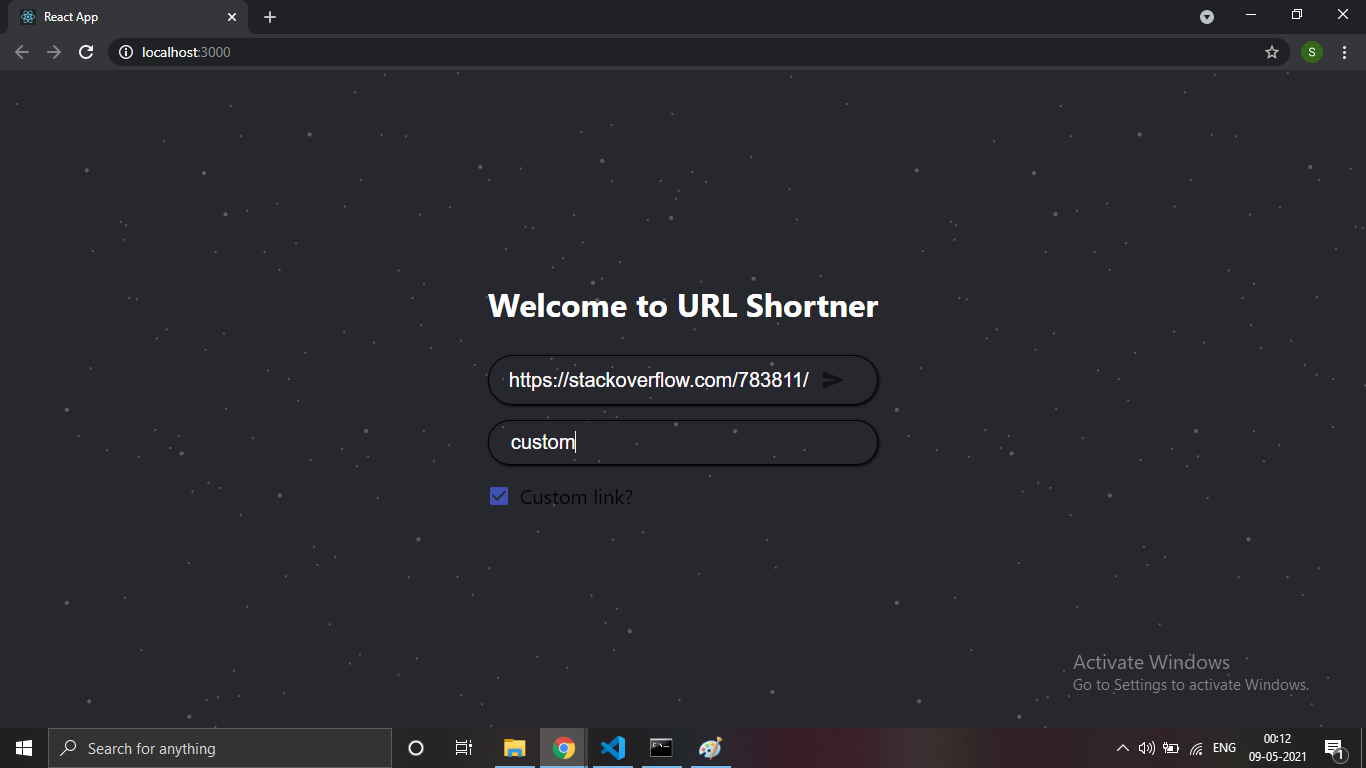 React App
localhost:3000
S
Welcome to URL Shortner
https://stackoverflow.com/783811/
custom
Custom link?
Activate Windows
Go to Settings to activate Windows.
Search for anything
ENG
00:12
09-05-2021
1